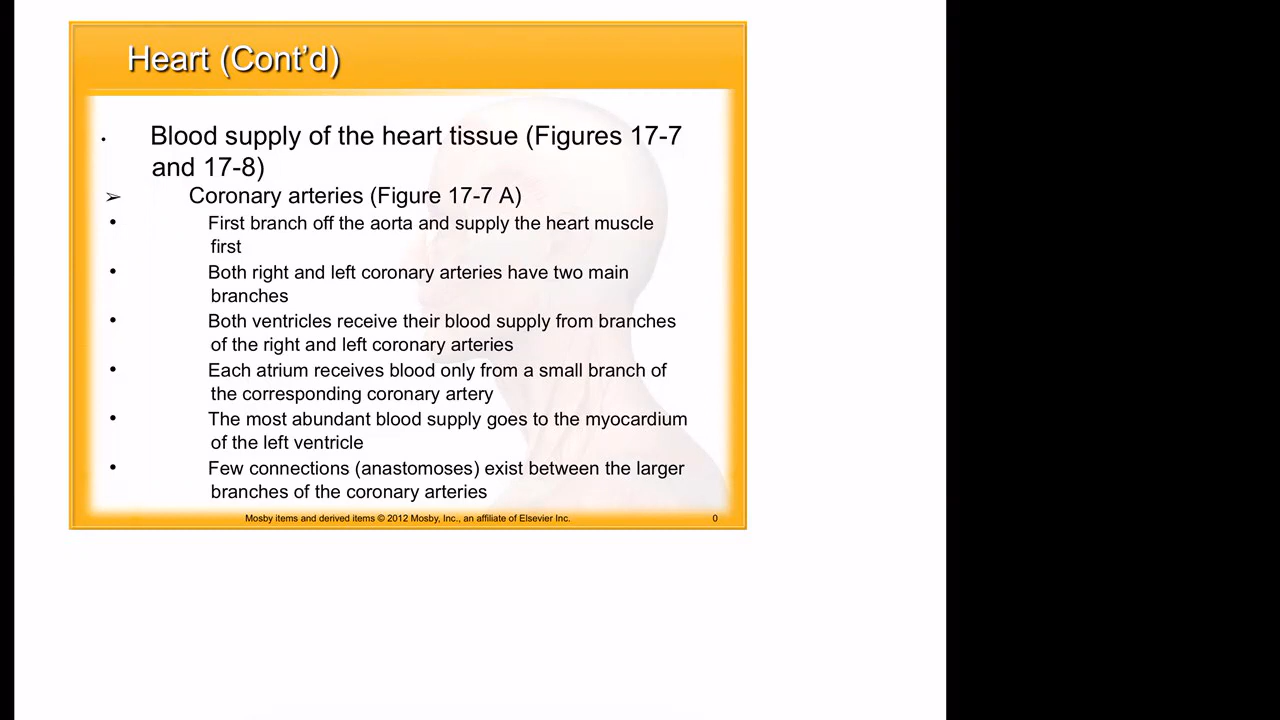 Heart (Cont’d)
• Blood supply of the heart tissue (Figures 17-7
and 17-8)
➢ Coronary arteries (Figure 17-7 A)
• First branch off the aorta and supply the heart muscle
first
• Both right and left coronary arteries have two main
branches
• Both ventricles receive their blood supply from branches
of the right and left coronary arteries
• Each atrium receives blood only from a small branch of
the corresponding coronary artery
• The most abundant blood supply goes to the myocardium
of the left ventricle
• Few connections (anastomoses) exist between the larger
branches of the coronary arteries
Mosby items and derived items © 2012 Mosby, Inc., an affiliate of Elsevier Inc. 0